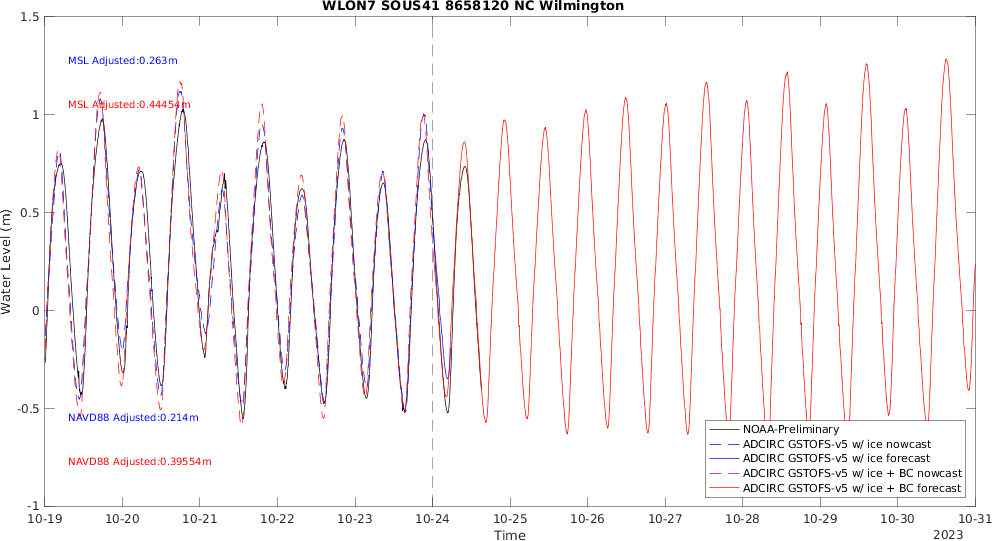 WLON7 SOUS41 8658120 NC Wilmington
1.5
1
0.5
0
-0.5
-1
Water Level (m)
MSL Adjusted:0.263m
MSL Adjusted:0.44454m
NAVD88 Adjusted:0.214m
NAVD88 Adjusted:0.39554m
NOAA-Preliminary
ADCIRC GSTOFS-v5 w/ ice nowcast
ADCIRC GSTOFS-v5 w/ ice forecast
ADCIRC GSTOFS-v5 w/ ice + BC nowcast
ADCIRC GSTOFS-v5 w/ ice + BC forecast
10-19 10-20 10-21 10-22 10-23 10-24 10-25 10-26 10-27 10-28 10-29 10-30 10-31
Time
2023